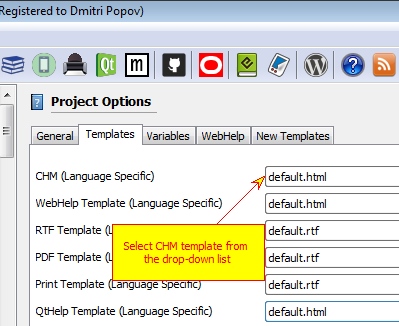 Registered to Dmitri Popov)
Qt
m
Project Options
General Templates Variables WebHelp New Templates
CHM (Language Specific) default.html
WebHelp Template (Language Specific) default.html
RTF Template (L default.rtf
PDF Template (L default.rtf
Select CHM template from
the drop-down list
Print Template (Language Specific) default.rtf
QtHelp Template (Language Specific) default.html